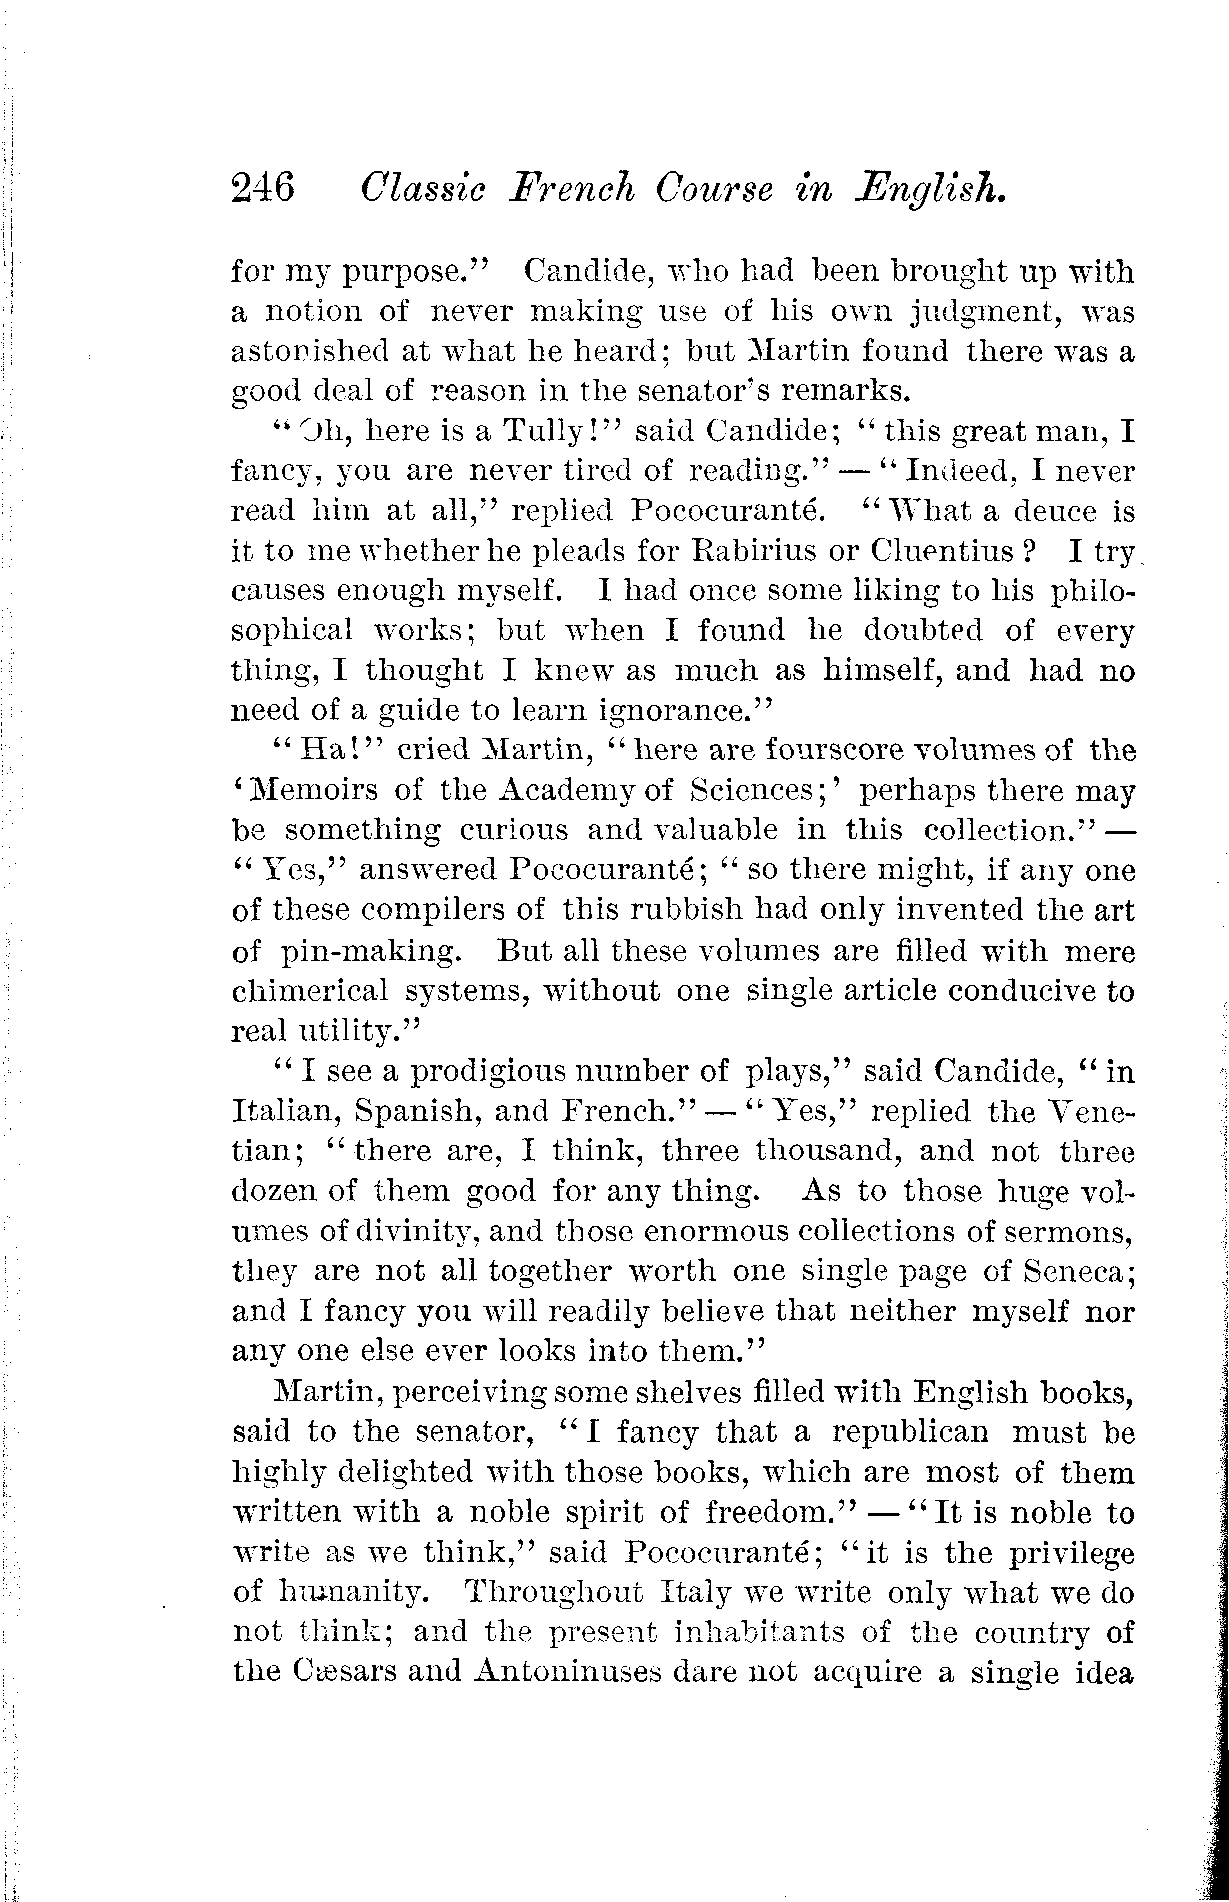 246 Classic French Course in English.
for my purpose." Candide, who had been brought up with
a notion of never making use of his own judgment, was
astonished at what he heard; but Martin found there was a
good deal of reason in the senator's remarks.
"Oh, here is a Tully!" said Candide; "this great man, I
fancy, you are never tired of reading." — "Indeed, I never
read him at all," replied Pococuranté. "What a deuce is
it to me whether he pleads for Rabirius or Cluentius? I try
causes enough myself. I had once some liking to his philo-
sophical works; but when I found he doubted of every
thing, I thought I knew as much as himself, and had no
need of a guide to learn ignorance."
"Ha!" cried Martin, "here are fourscore volumes of the
'Memoirs of the Academy of Sciences;' perhaps there may
be something curious and valuable in this collection." —
"Yes," answered Pococuranté; "so there might, if any one
of these compilers of this rubbish had only invented the art
of pin-making. But all these volumes are filled with mere
chimerical systems, without one single article conducive to
real utility."
"I see a prodigious number of plays," said Candide, "in
Italian, Spanish, and French." — "Yes," replied the Vene-
tian; "there are, I think, three thousand, and not three
dozen of them good for any thing. As to those huge vol-
umes of divinity, and those enormous collections of sermons,
they are not all together worth one single page of Seneca;
and I fancy you will readily believe that neither myself nor
any one else ever looks into them."
Martin, perceiving some shelves filled with English books,
said to the senator, "I fancy that a republican must be
highly delighted with those books, which are most of them
written with a noble spirit of freedom." — "It is noble to
write as we think," said Pococuranté; "it is the privilege
of humanity. Throughout Italy we write only what we do
not think; and the present inhabitants of the country of
the Cæsars and Antoninuses dare not acquire a single idea